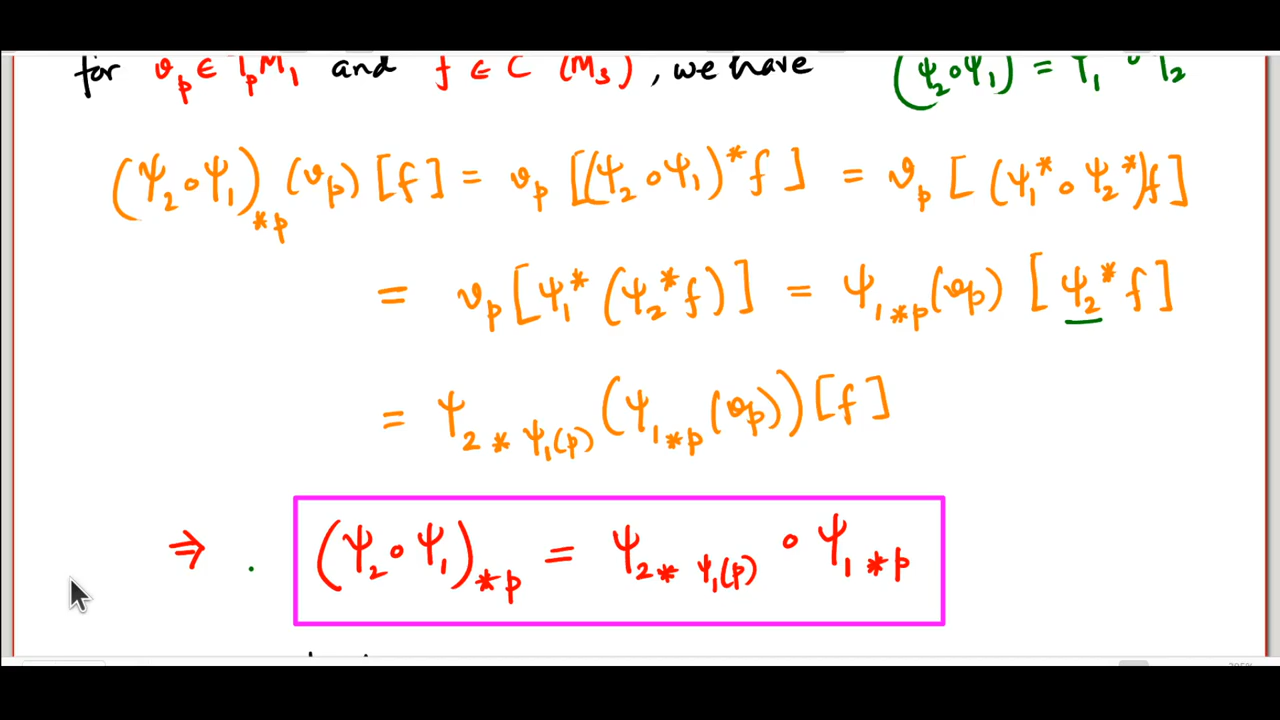 for v_p ∈ T_pM_1 and f ∈ C (M_3), we have (Ψ_2∘Ψ_1) = Ψ_1 ∘ Ψ_2
(Ψ_2∘Ψ_1)_{*p} (v_p) [f] = v_p [(Ψ_2∘Ψ_1)^* f] = v_p [(Ψ_1^* ∘ Ψ_2^*)f]
= v_p [Ψ_1^* (Ψ_2^* f)] = Ψ_{1*p}(v_p) [Ψ_2^* f]
= Ψ_{2*Ψ_1(p)} (Ψ_{1*p}(v_p)) [f]
⇒ . (Ψ_2∘Ψ_1)_{*p} = Ψ_{2*Ψ_1(p)} ∘ Ψ_{1*p}